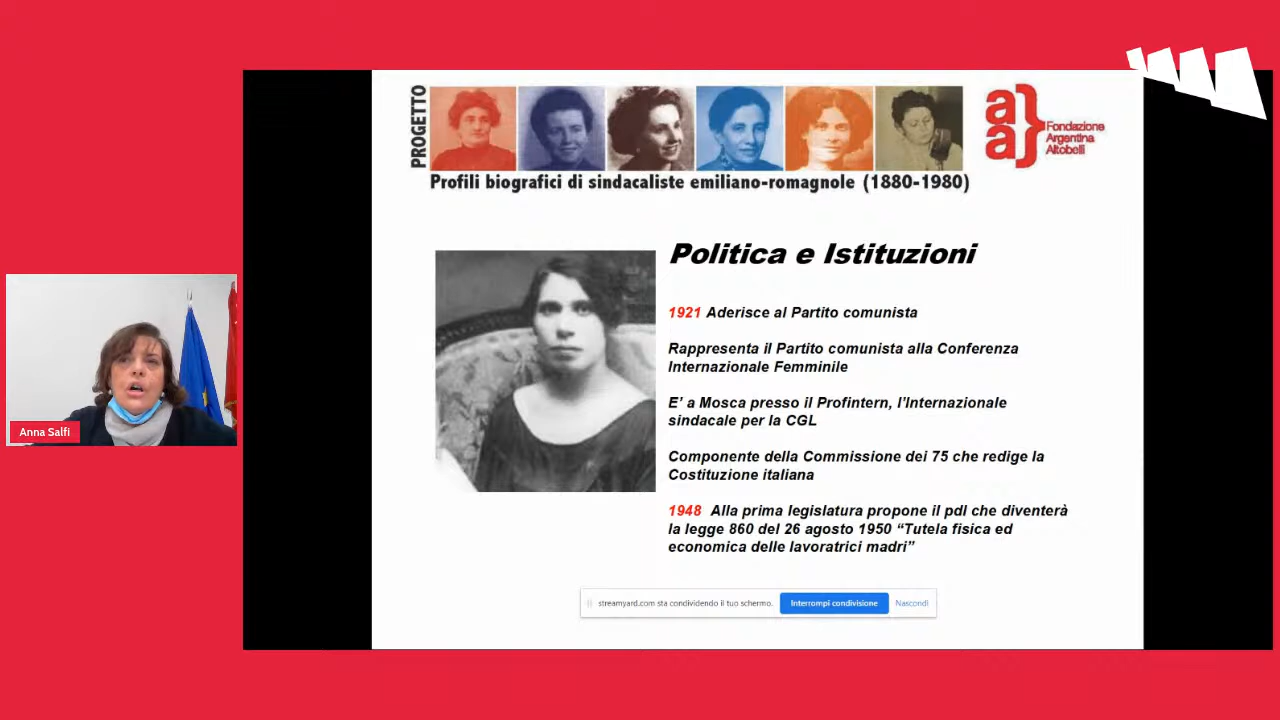 PROGETTO
Profili biografici di sindacaliste emiliano-romagnole (1880-1980)
a
a}
Fondazione
Argentina
Altobelli
Politica e Istituzioni
1921 Aderisce al Partito comunista
Rappresenta il Partito comunista alla Conferenza
Internazionale Femminile
E' a Mosca presso il Profintern, l'Internazionale
sindacale per la CGL
Componente della Commissione dei 75 che redige la
Costituzione italiana
1948 Alla prima legislatura propone il pdl che diventerà
la legge 860 del 26 agosto 1950 “Tutela fisica ed
economica delle lavoratrici madri”
streamyard.com sta condividendo il tuo schermo.
Interrompi condivisione
Nascondi
Anna Salfi